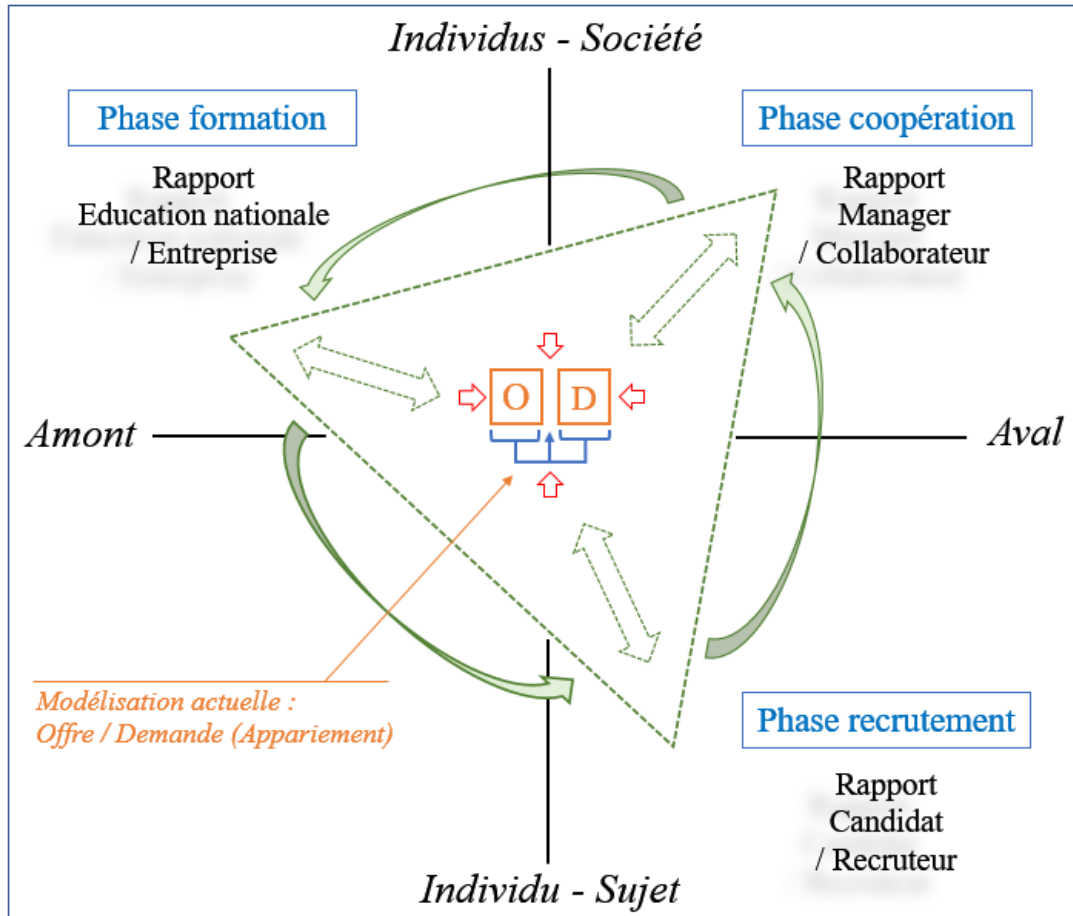 Individus - Société
Phase formation
Rapport
Education nationale
/ Entreprise
Phase coopération
Rapport
Manager
/ Collaborateur
O D
Amont
Aval
Modélisation actuelle :
Offre / Demande (Appariement)
Phase recrutement
Rapport
Candidat
/ Recruteur
Individu - Sujet